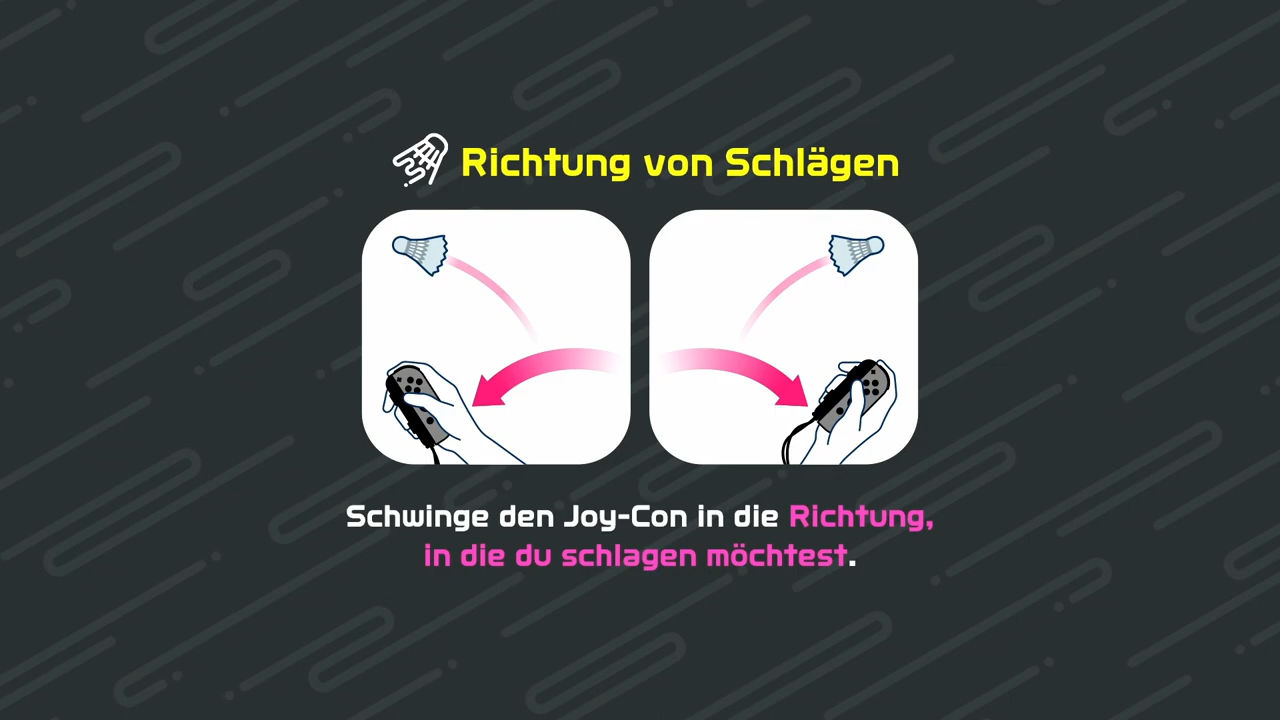 Richtung von Schlägen
Schwinge den Joy-Con in die Richtung,
in die du schlagen möchtest.